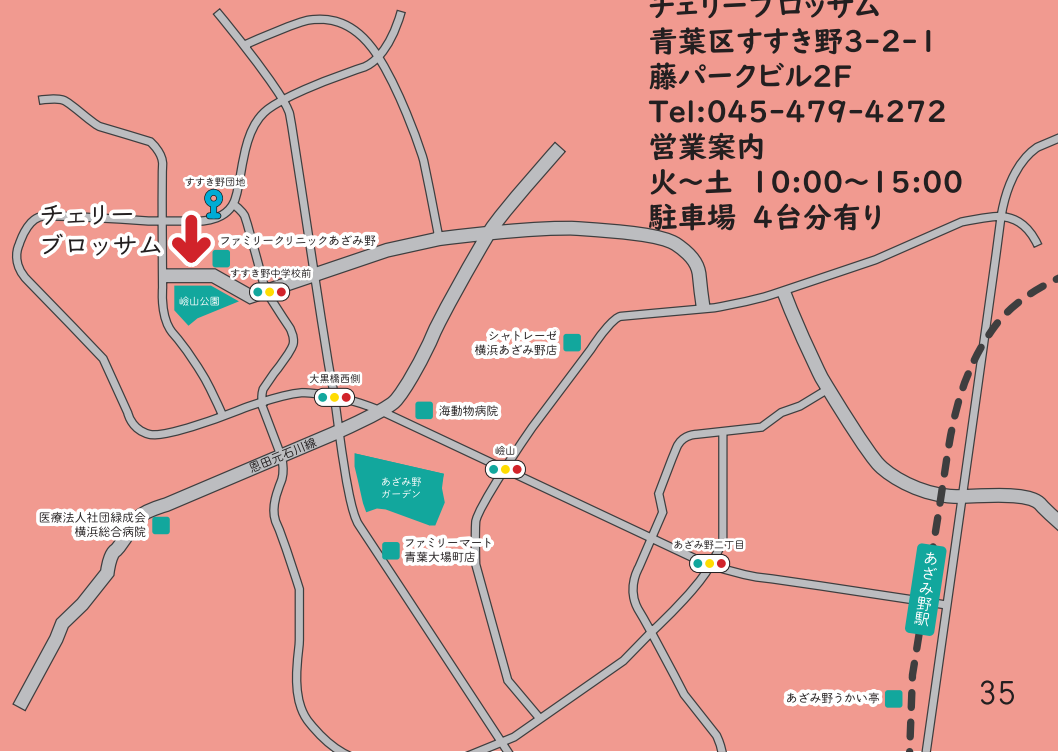 チェリーブロッサム
青葉区すすき野3-2-1
藤パークビル2F
Tel:045-479-4272
営業案内
火～土 10:00～15:00
駐車場 4台分有り
すすき野団地
チェリー
ブロッサム
ファミリークリニックあざみ野
すすき野中学校前
嶮山公園
シャトレーゼ
横浜あざみ野店
大黒橋西側
海動物病院
嶮山
恩田元石川線
あざみ野
ガーデン
医療法人社団緑成会
横浜総合病院
ファミリーマート
青葉大場町店
あざみ野二丁目
あざみ野駅
あざみ野うかい亭
35